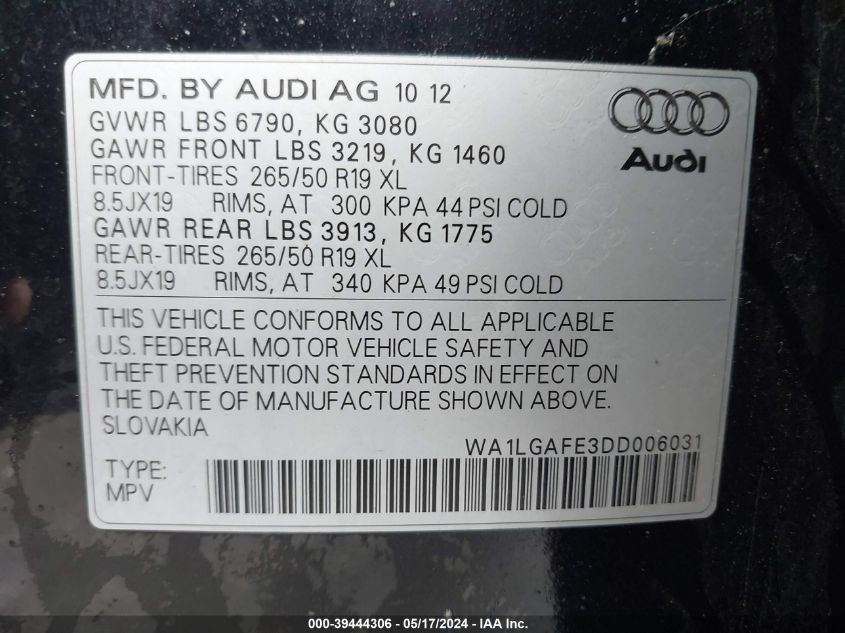 MFD. BY AUDI AG 10 12
GVWR LBS 6790, KG 3080
GAWR FRONT LBS 3219, KG 1460
FRONT-TIRES 265/50 R19 XL
8.5JX19 RIMS, AT 300 KPA 44 PSI COLD
GAWR REAR LBS 3913, KG 1775
REAR-TIRES 265/50 R19 XL
8.5JX19 RIMS, AT 340 KPA 49 PSI COLD
Audi
THIS VEHICLE CONFORMS TO ALL APPLICABLE
U.S. FEDERAL MOTOR VEHICLE SAFETY AND
THEFT PREVENTION STANDARDS IN EFFECT ON
THE DATE OF MANUFACTURE SHOWN ABOVE.
SLOVAKIA
WA1LGAFE3DD006031
TYPE:
MPV
000-39444306 - 05/17/2024 - IAA Inc.